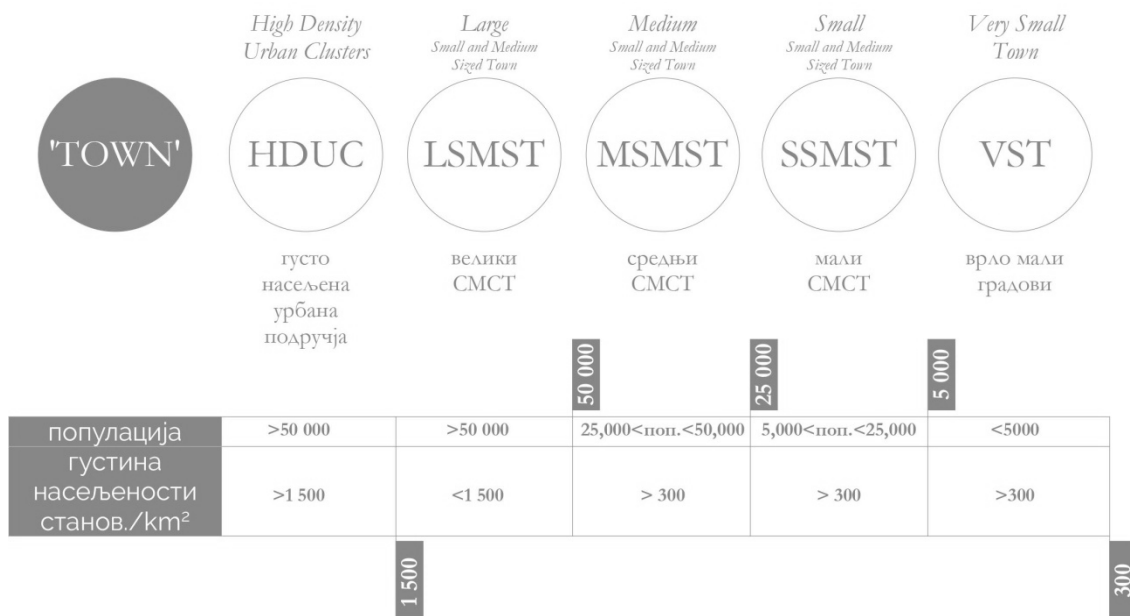 High Density
Urban Clusters
Large
Small and Medium
Sized Town
Medium
Small and Medium
Sized Town
Small
Small and Medium
Sized Town
Very Small
Town
'TOWN'
HDUC
LSMST
MSMST
SSMST
VST
густо
насељена
урбана
подручја
велики
СМСТ
средњи
СМСТ
мали
СМСТ
врло мали
градови
50 000
25 000
5 000
популација
>50 000
>50 000
25,000<поп.<50,000
5,000<поп.<25,000
<5000
густина
насељености
станов./km²
>1 500
<1 500
> 300
> 300
>300
1 500
300